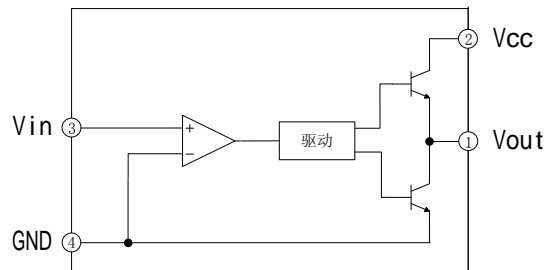 ② Vcc
Vin ③
+
驱动
① Vout
−
GND ④